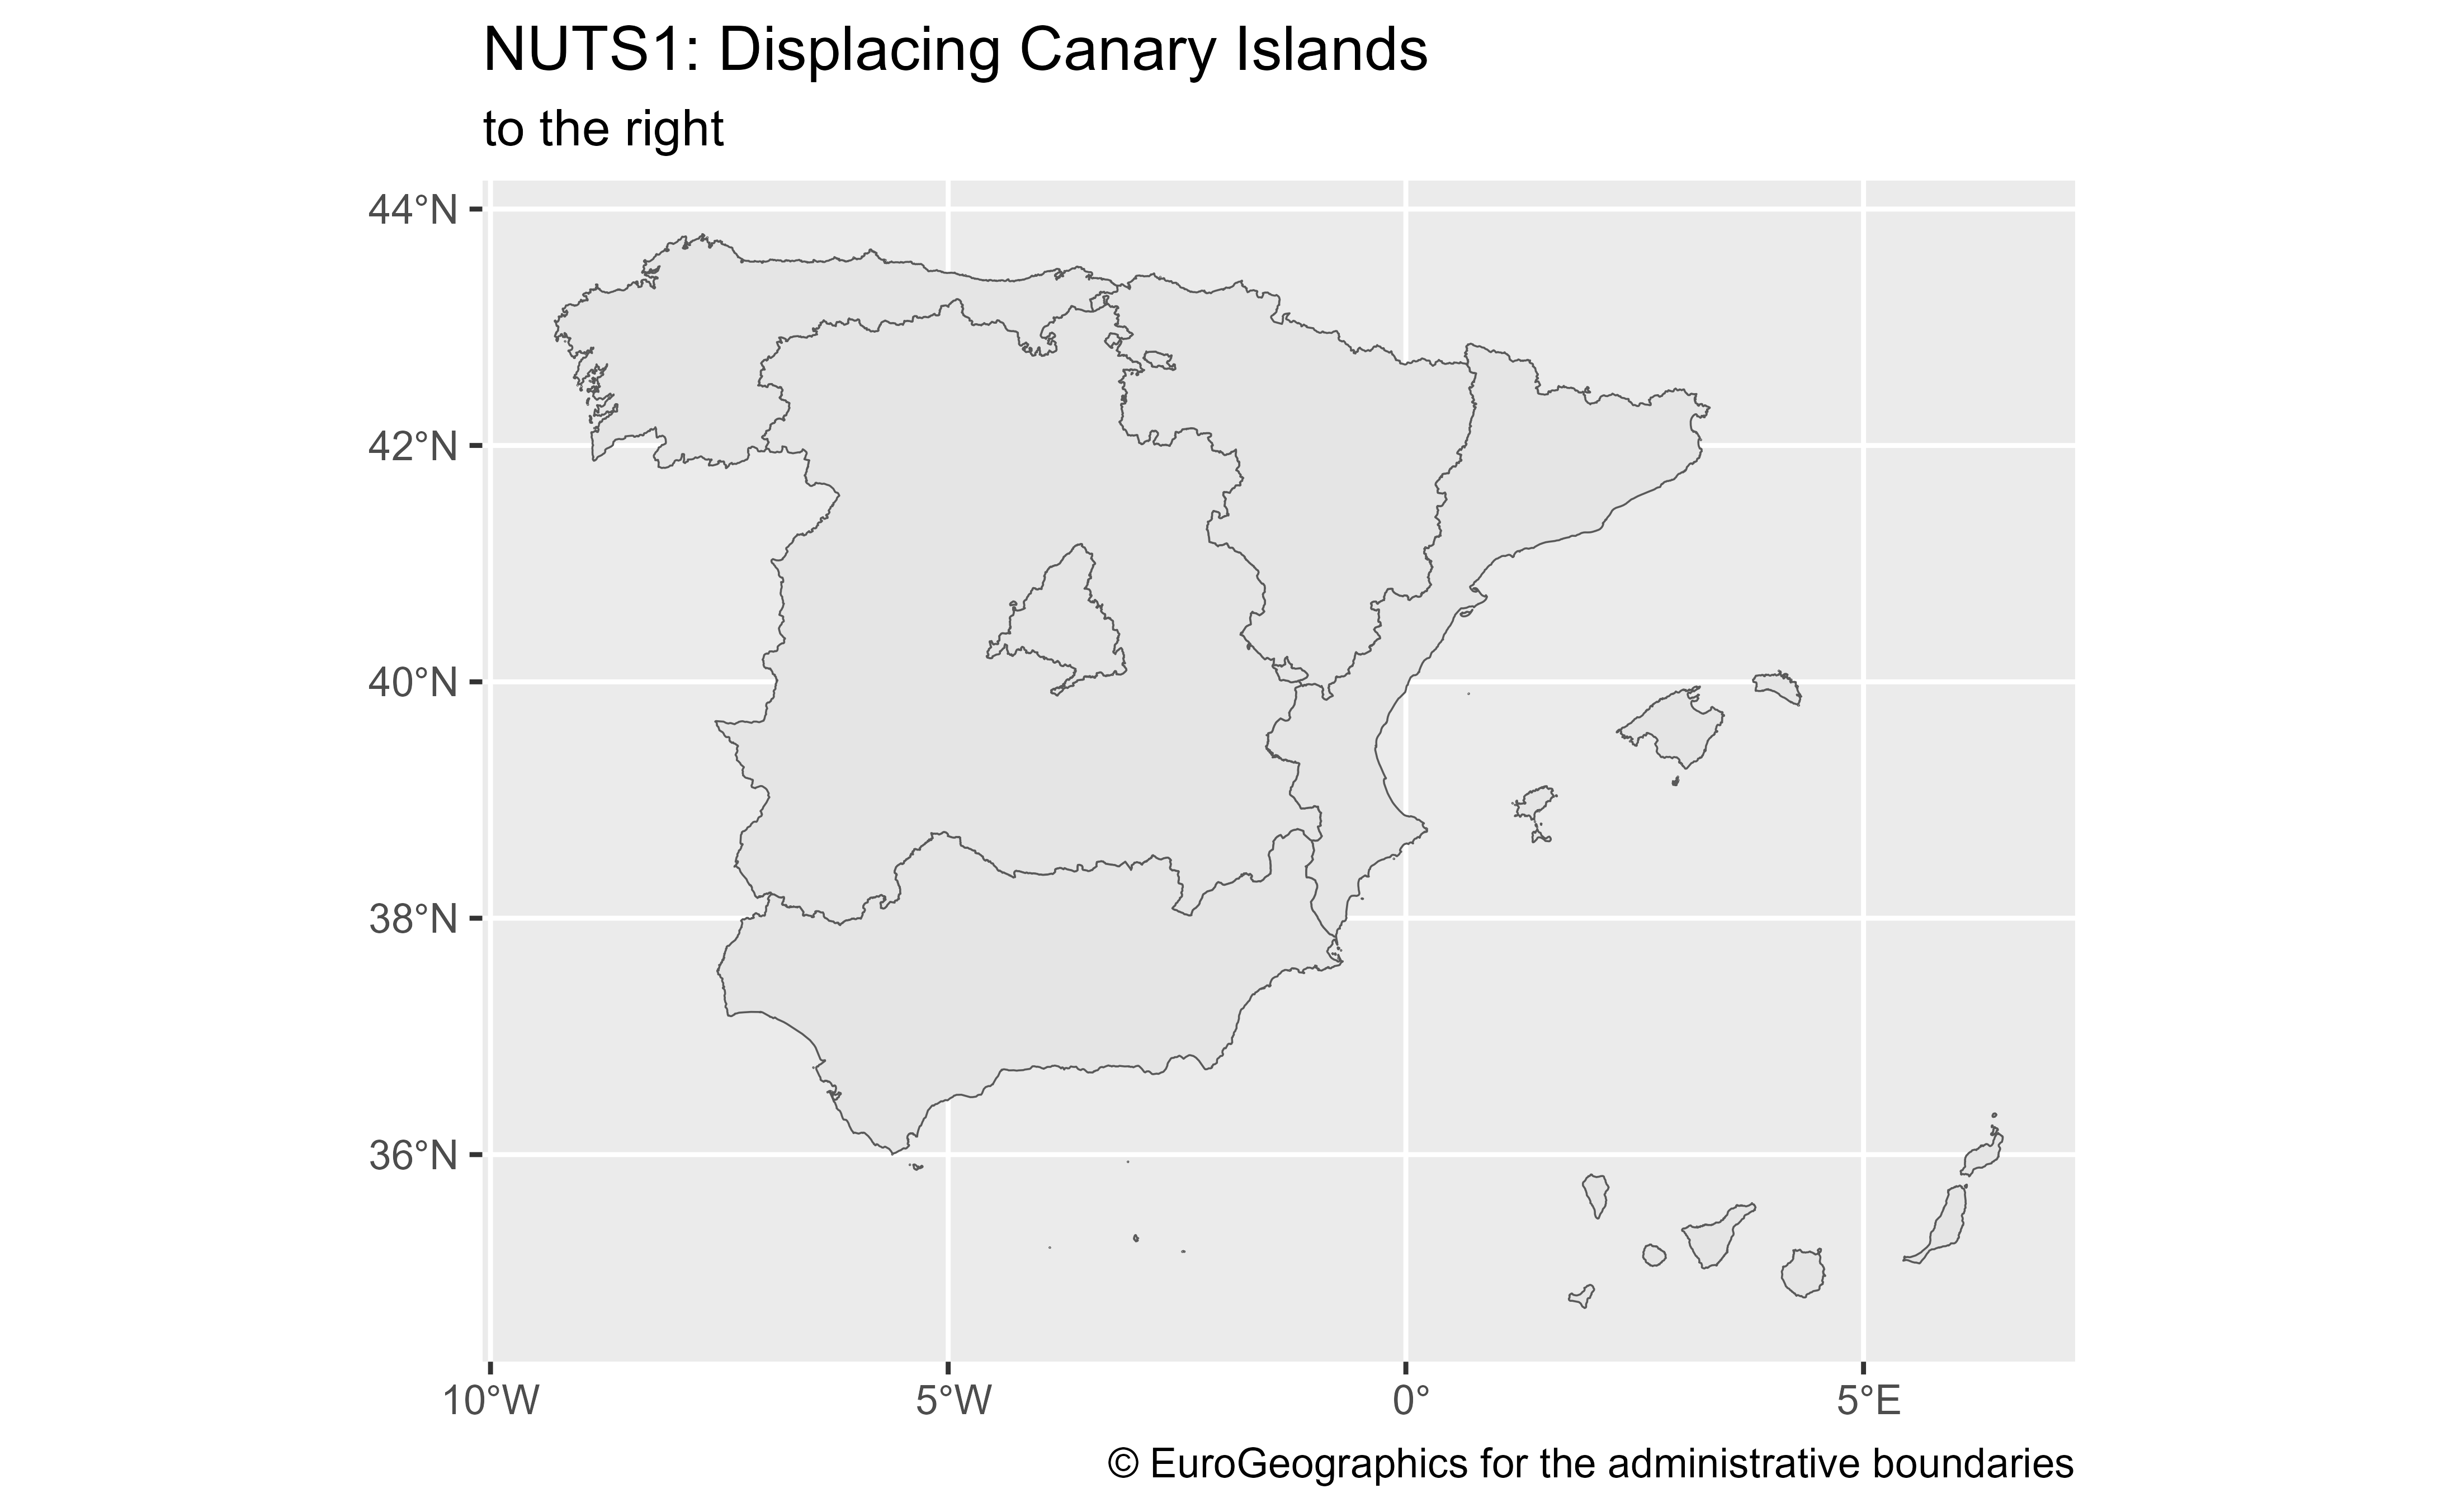 NUTS1: Displacing Canary Islands
to the right
44°N
42°N
40°N
38°N
36°N
10°W
5°W
0°
5°E
© EuroGeographics for the administrative boundaries